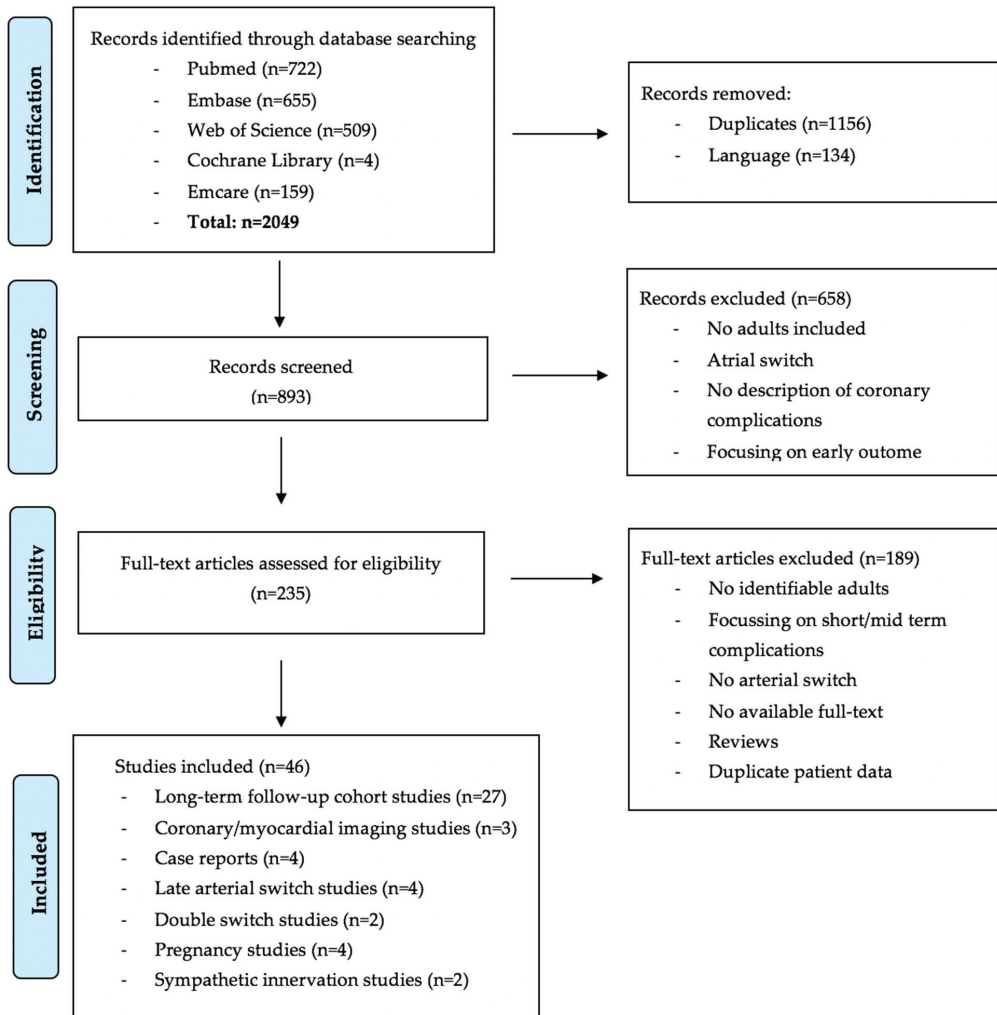 Identification
Records identified through database searching
- Pubmed (n=722)
- Embase (n=655)
- Web of Science (n=509)
- Cochrane Library (n=4)
- Emcare (n=159)
- Total: n=2049
Records removed:
- Duplicates (n=1156)
- Language (n=134)
Screening
Records screened
(n=893)
Records excluded (n=658)
- No adults included
- Atrial switch
- No description of coronary
complications
- Focusing on early outome
Eligibility
Full-text articles assessed for eligibility
(n=235)
Full-text articles excluded (n=189)
- No identifiable adults
- Focussing on short/mid term
complications
- No arterial switch
- No available full-text
- Reviews
- Duplicate patient data
Included
Studies included (n=46)
- Long-term follow-up cohort studies (n=27)
- Coronary/myocardial imaging studies (n=3)
- Case reports (n=4)
- Late arterial switch studies (n=4)
- Double switch studies (n=2)
- Pregnancy studies (n=4)
- Sympathetic innervation studies (n=2)